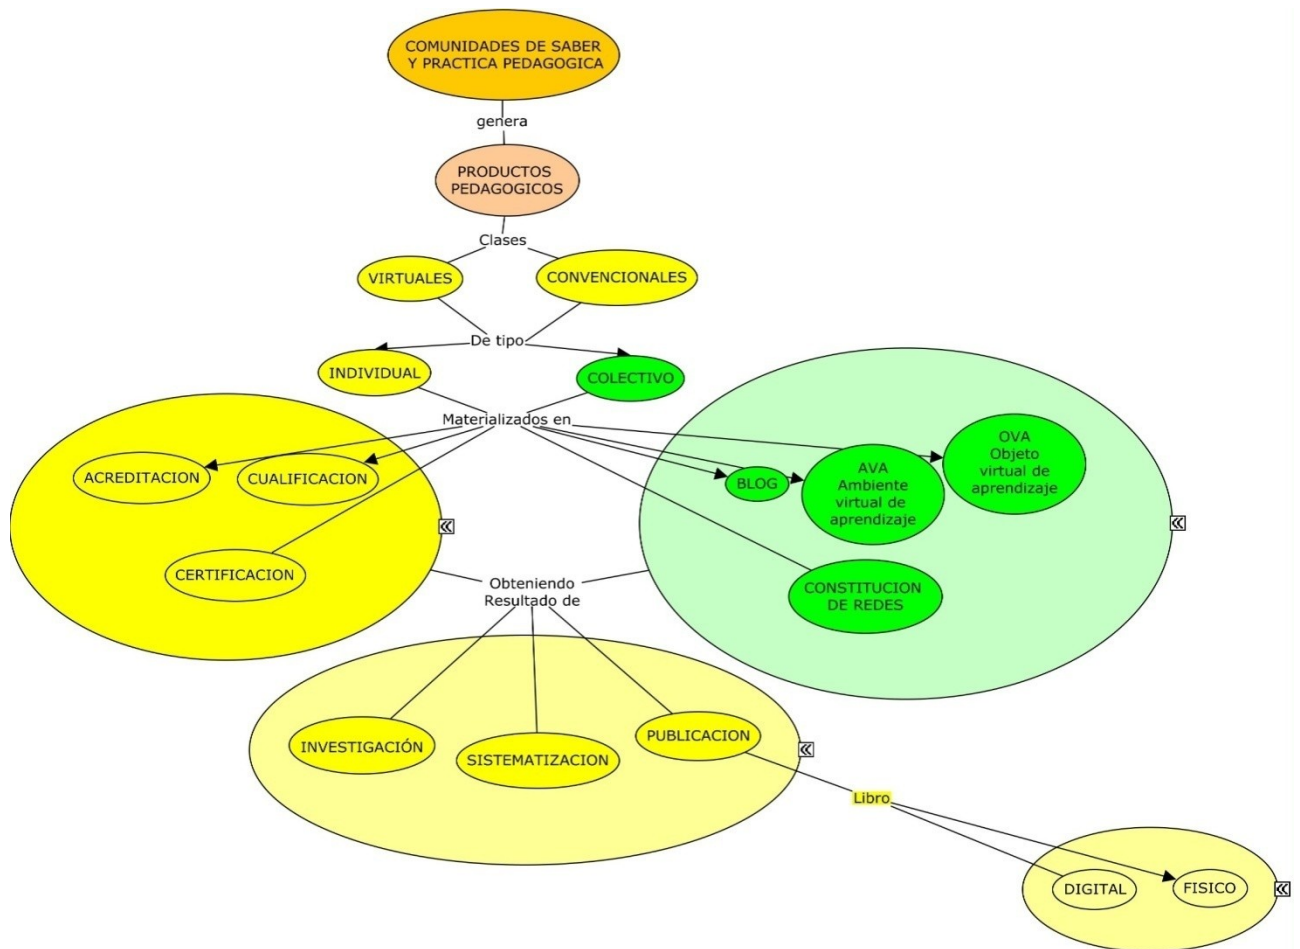 COMUNIDADES DE SABER
Y PRACTICA PEDAGOGICA
genera
PRODUCTOS
PEDAGOGICOS
Clases
VIRTUALES
CONVENCIONALES
De tipo
INDIVIDUAL
COLECTIVO
Materializados en
ACREDITACION
CUALIFICACION
CERTIFICACION
BLOG
AVA
Ambiente
virtual de
aprendizaje
OVA
Objeto
virtual de
aprendizaje
CONSTITUCION
DE REDES
Obteniendo
Resultado de
INVESTIGACIÓN
SISTEMATIZACION
PUBLICACION
Libro
DIGITAL
FISICO